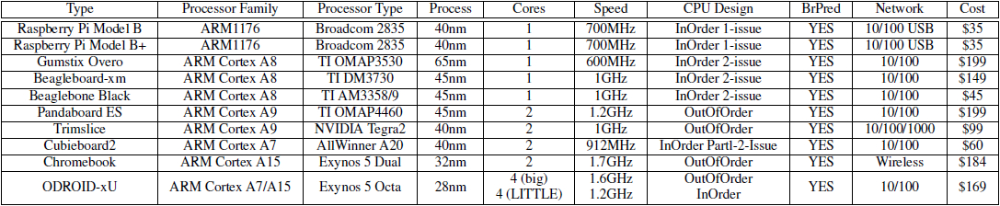 Type Processor Family Processor Type Process Cores Speed CPU Design BrPred Network Cost
Raspberry Pi Model B ARM1176 Broadcom 2835 40nm 1 700MHz InOrder 1-issue YES 10/100 USB $35
Raspberry Pi Model B+ ARM1176 Broadcom 2835 40nm 1 700MHz InOrder 1-issue YES 10/100 USB $35
Gumstix Overo ARM Cortex A8 TI OMAP3530 65nm 1 600MHz InOrder 2-issue YES 10/100 $199
Beagleboard-xm ARM Cortex A8 TI DM3730 45nm 1 1GHz InOrder 2-issue YES 10/100 $149
Beaglebone Black ARM Cortex A8 TI AM3358/9 45nm 1 1GHz InOrder 2-issue YES 10/100 $45
Pandaboard ES ARM Cortex A9 TI OMAP4460 45nm 2 1.2GHz OutOfOrder YES 10/100 $199
Trimslice ARM Cortex A9 NVIDIA Tegra2 40nm 2 1GHz OutOfOrder YES 10/100/1000 $99
Cubieboard2 ARM Cortex A7 AllWinner A20 40nm 2 912MHz InOrder Partl-2-Issue YES 10/100 $60
Chromebook ARM Cortex A15 Exynos 5 Dual 32nm 2 1.7GHz OutOfOrder YES Wireless $184
ODROID-xU ARM Cortex A7/A15 Exynos 5 Octa 28nm 4 (big) 1.6GHz OutOfOrder YES 10/100 $169
4 (LITTLE) 1.2GHz InOrder